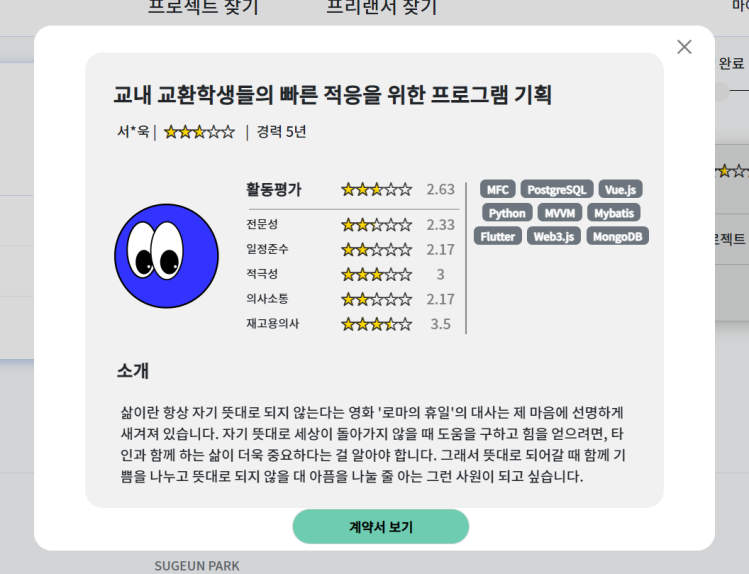 프로젝트 찾기 프리랜서 찾기
완료
교내 교환학생들의 빠른 적응을 위한 프로그램 기획
서*욱 | ★★★☆☆ | 경력 5년
활동평가 2.63
전문성 2.33
일정준수 2.17
적극성 3
의사소통 2.17
재고용의사 3.5
MFC PostgreSQL Vue.js
Python MVVM Mybatis
Flutter Web3.js MongoDB
소개
삶이란 항상 자기 뜻대로 되지 않는다는 영화 '로마의 휴일'의 대사는 제 마음에 선명하게
새겨져 있습니다. 자기 뜻대로 세상이 돌아가지 않을 때 도움을 구하고 힘을 얻으려면, 타
인과 함께 하는 삶이 더욱 중요하다는 걸 알아야 합니다. 그래서 뜻대로 되어갈 때 함께 기
쁨을 나누고 뜻대로 되지 않을 대 아픔을 나눌 줄 아는 그런 사원이 되고 싶습니다.
계약서 보기
SUGEUN PARK